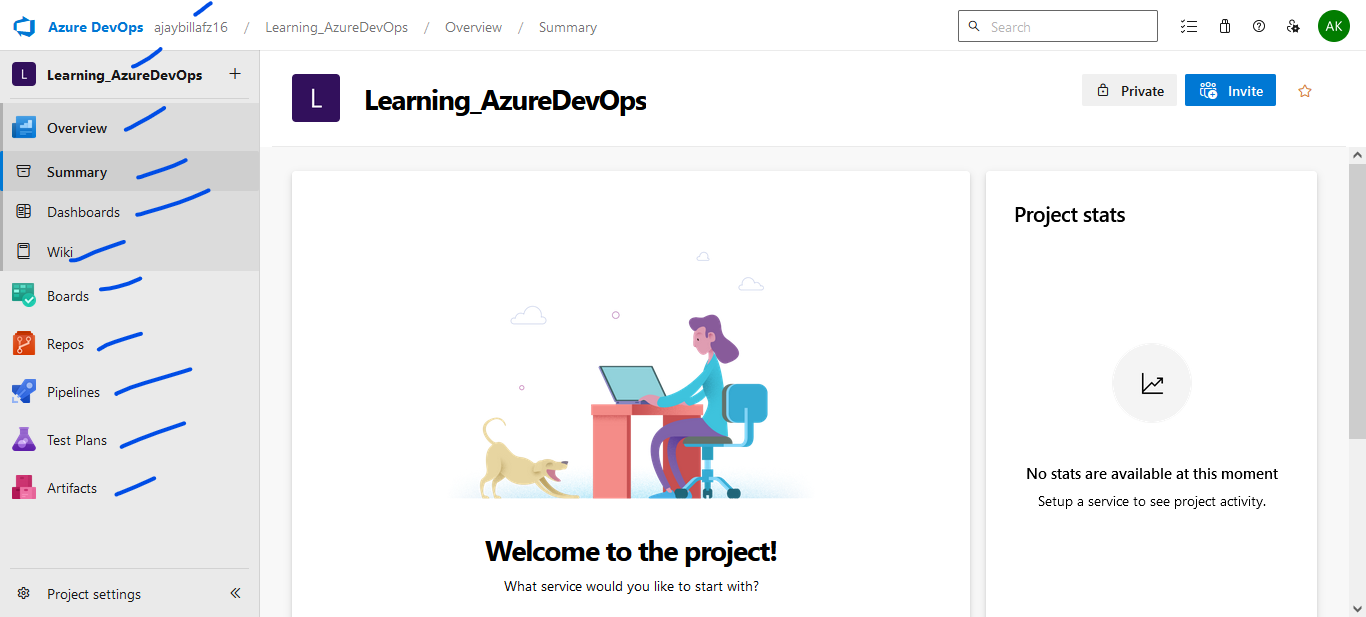 Azure DevOps ajaybillafz16 / Learning_AzureDevOps / Overview / Summary Search AK
L Learning_AzureDevOps +
Overview
Summary
Dashboards
Wiki
Boards
Repos
Pipelines
Test Plans
Artifacts
Project settings
L Learning_AzureDevOps
Private Invite
Welcome to the project!
What service would you like to start with?
Project stats
No stats are available at this moment
Setup a service to see project activity.